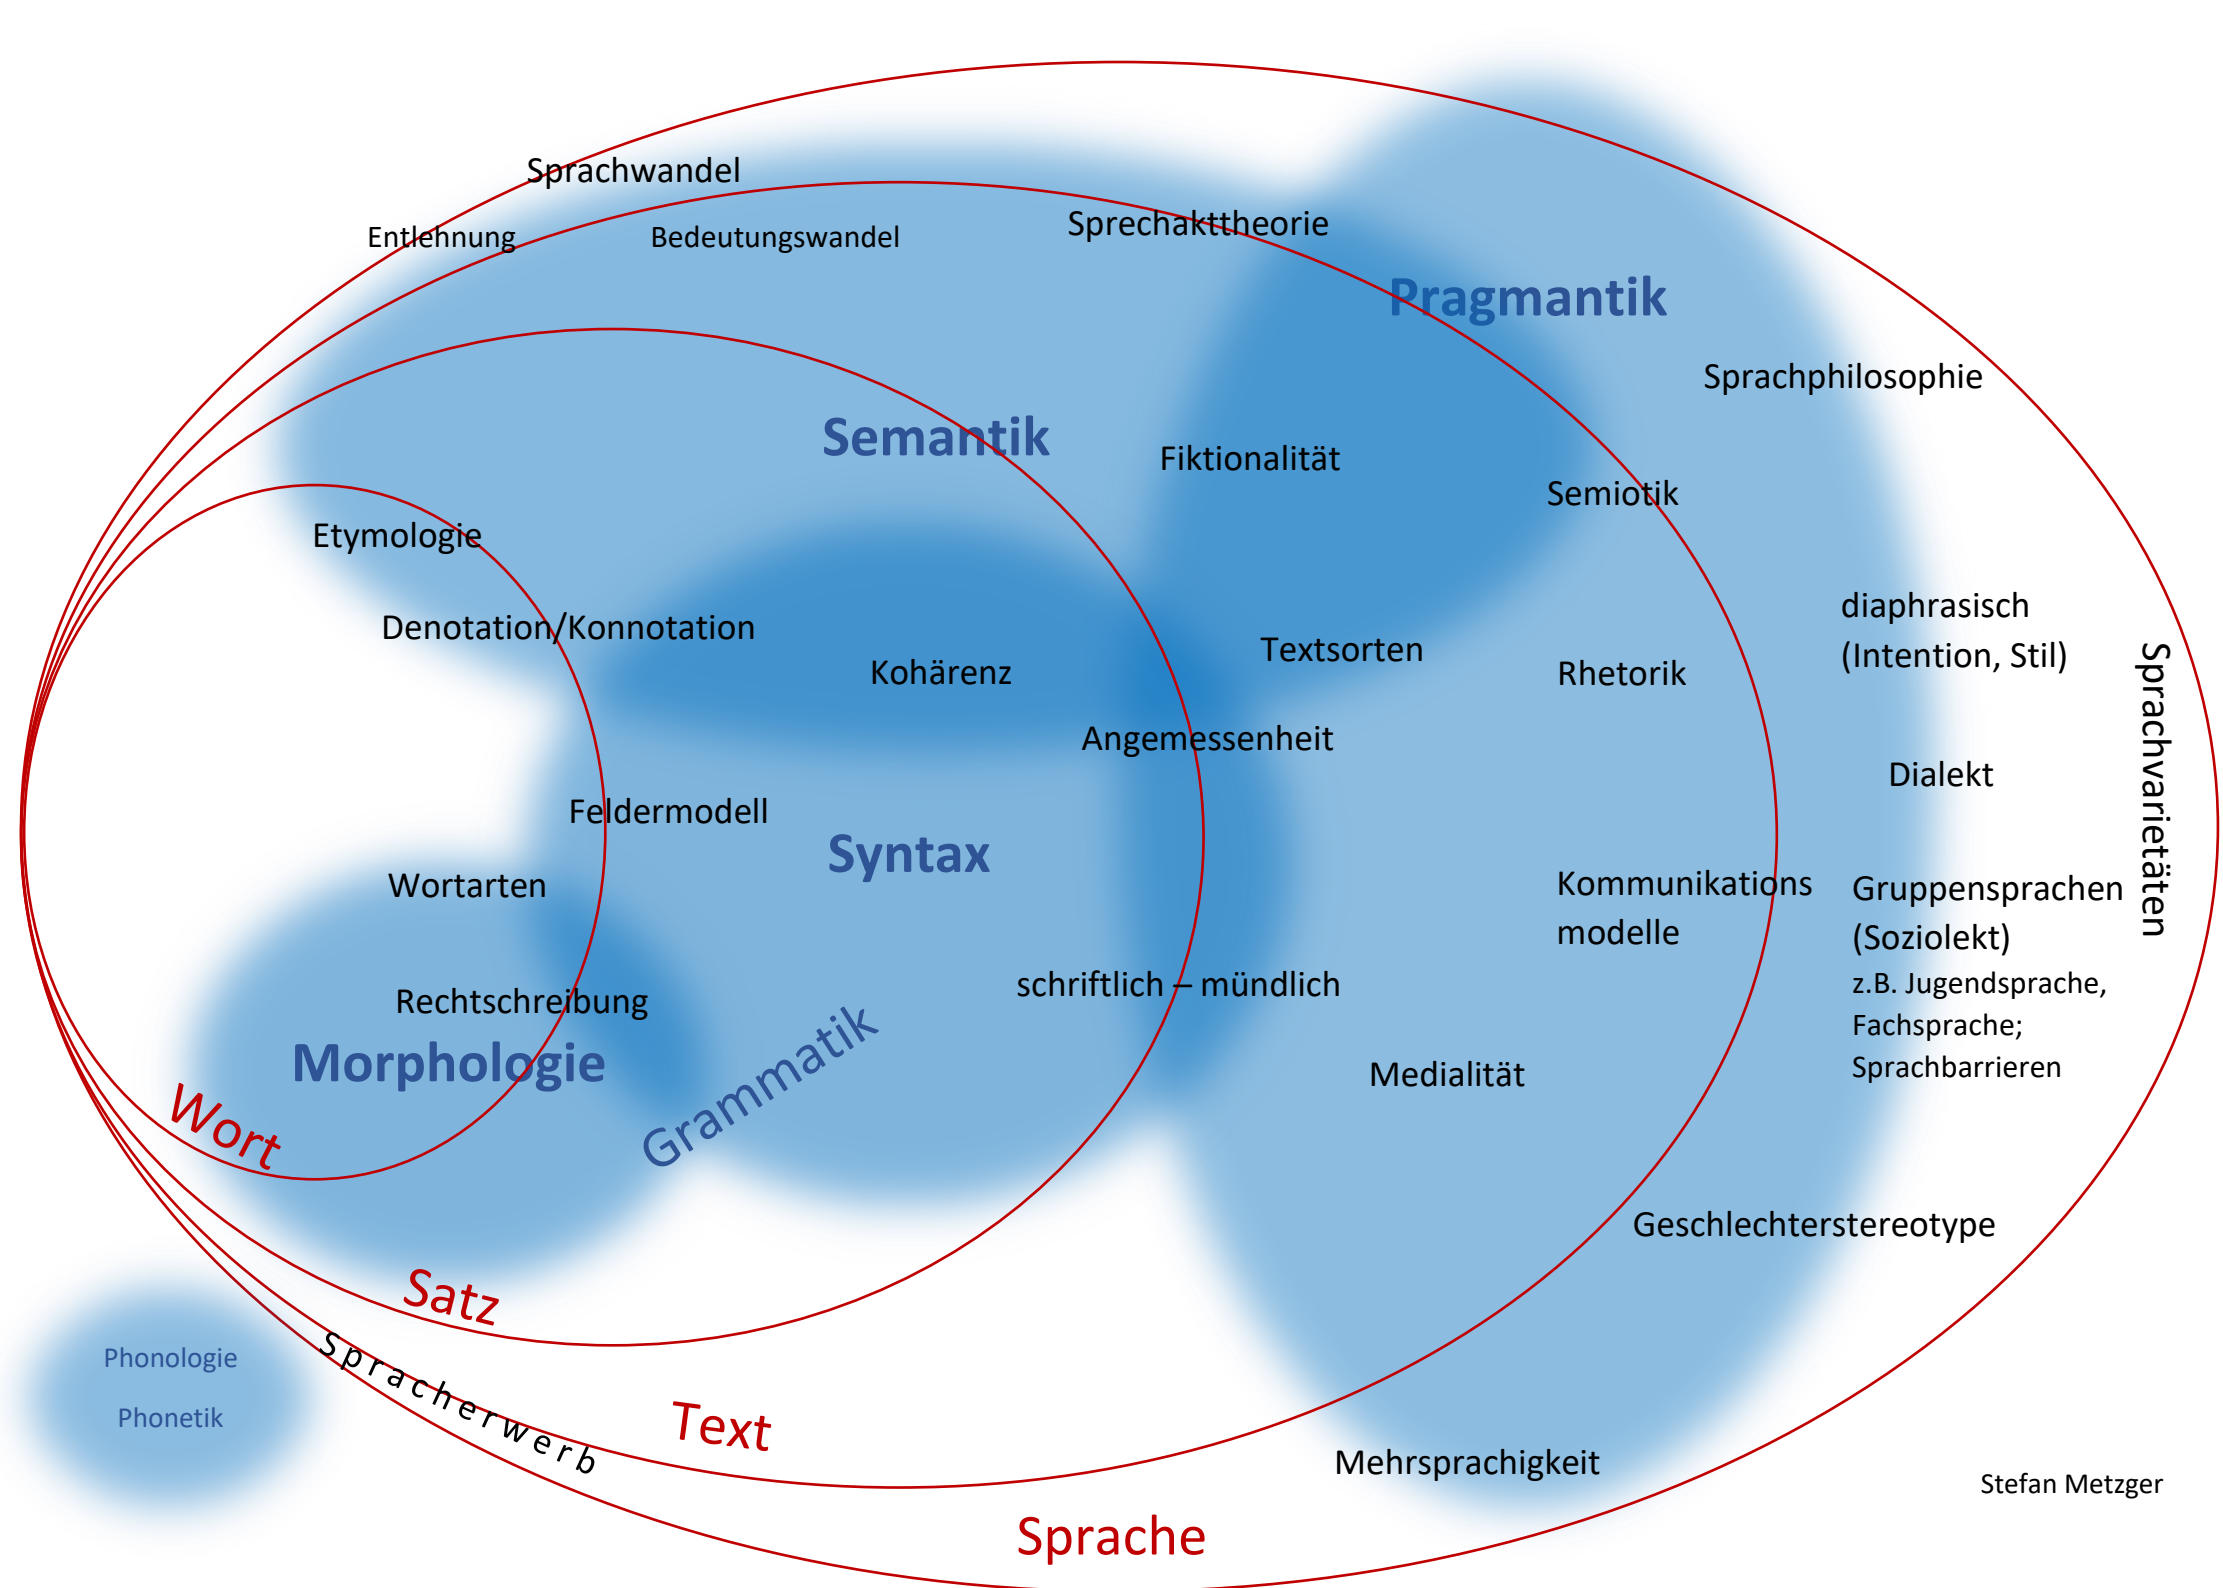 Sprachwandel
Entlehnung
Bedeutungswandel
Sprechakttheorie
Pragmantik
Sprachphilosophie
Semantik
Fiktionalität
Semiotik
Etymologie
Denotation/Konnotation
Kohärenz
Textsorten
Rhetorik
diaphrasisch
(Intention, Stil)
Sprachvarietäten
Angemessenheit
Dialekt
Feldermodell
Syntax
Wortarten
Kommunikations
modelle
Gruppensprachen
(Soziolekt)
z.B. Jugendsprache,
Fachsprache;
Sprachbarrieren
Rechtschreibung
schriftlich – mündlich
Morphologie
Grammatik
Medialität
Wort
Geschlechterstereotype
Satz
Phonologie
Phonetik
Spracherwerb
Text
Mehrsprachigkeit
Stefan Metzger
Sprache